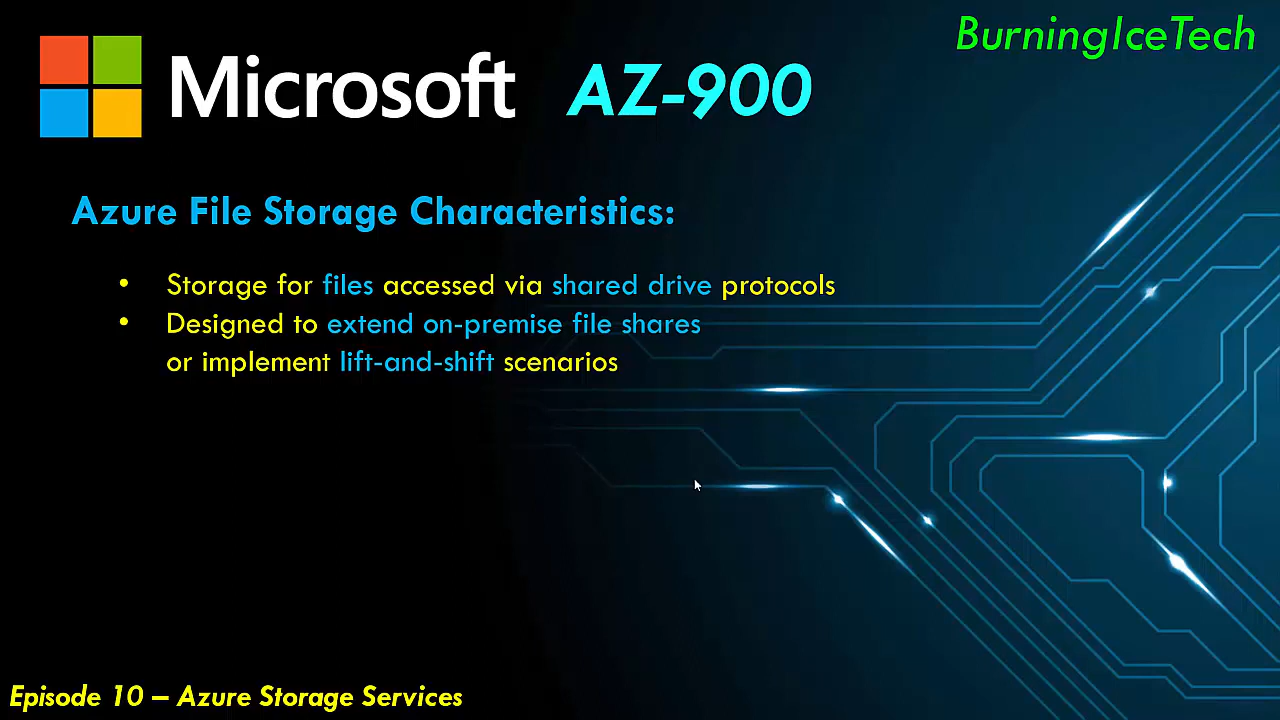 BurningIceTech
Microsoft AZ-900
Azure File Storage Characteristics:
• Storage for files accessed via shared drive protocols
• Designed to extend on-premise file shares
or implement lift-and-shift scenarios
Episode 10 – Azure Storage Services